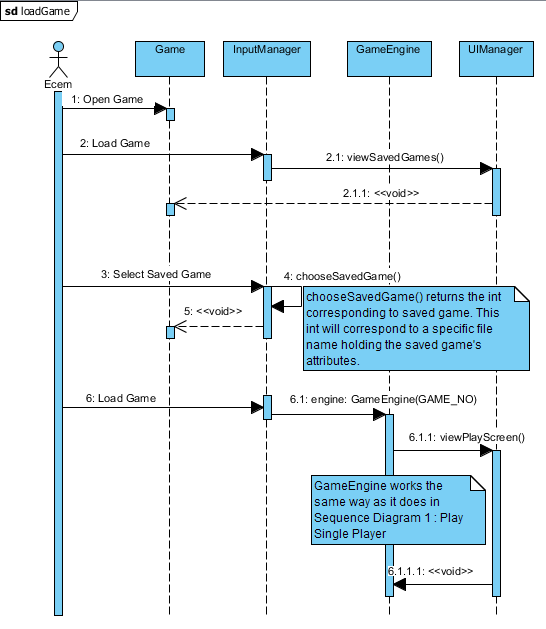 sd loadGame
Game
InputManager
GameEngine
UIManager
Ecem
1: Open Game
2: Load Game
2.1: viewSavedGames()
2.1.1: <<void>>
3: Select Saved Game
4: chooseSavedGame()
chooseSavedGame() returns the int
corresponding to saved game. This
int will correspond to a specific file
name holding the saved game's
attributes.
5: <<void>>
6: Load Game
6.1: engine: GameEngine(GAME_NO)
6.1.1: viewPlayScreen()
GameEngine works the
same way as it does in
Sequence Diagram 1 : Play
Single Player
6.1.1.1: <<void>>